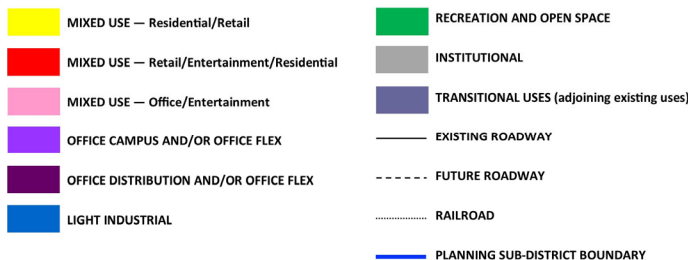 MIXED USE — Residential/Retail
MIXED USE — Retail/Entertainment/Residential
MIXED USE — Office/Entertainment
OFFICE CAMPUS AND/OR OFFICE FLEX
OFFICE DISTRIBUTION AND/OR OFFICE FLEX
LIGHT INDUSTRIAL
RECREATION AND OPEN SPACE
INSTITUTIONAL
TRANSITIONAL USES (adjoining existing uses)
EXISTING ROADWAY
FUTURE ROADWAY
RAILROAD
PLANNING SUB-DISTRICT BOUNDARY